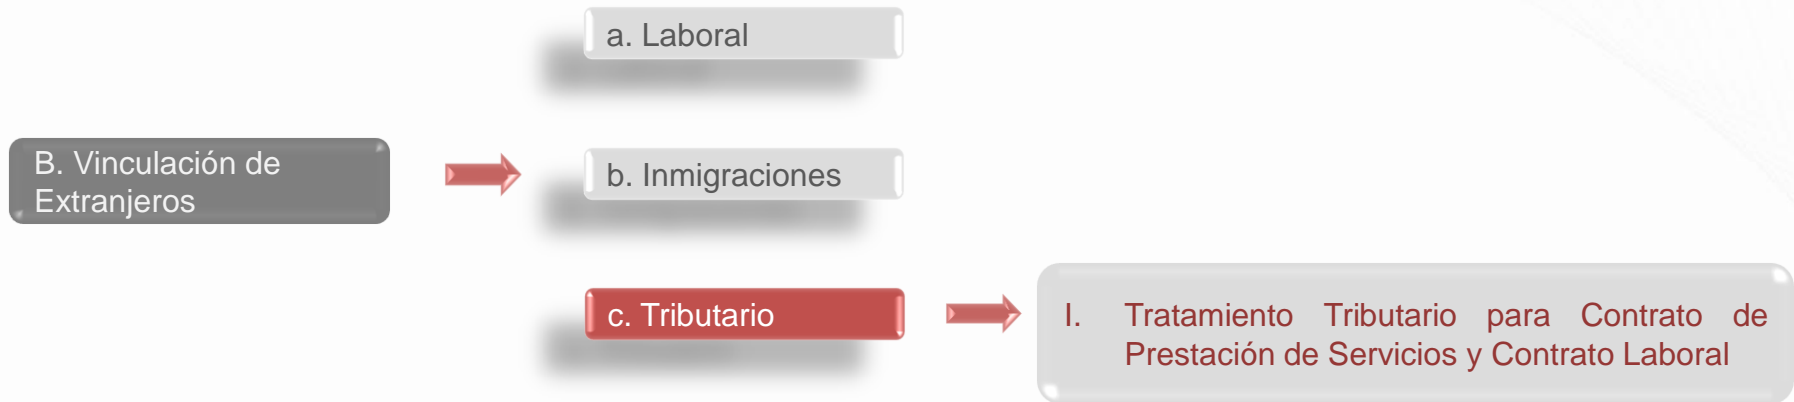 a. Laboral
B. Vinculación de
Extranjeros
b. Inmigraciones
c. Tributario
I. Tratamiento Tributario para Contrato de
Prestación de Servicios y Contrato Laboral